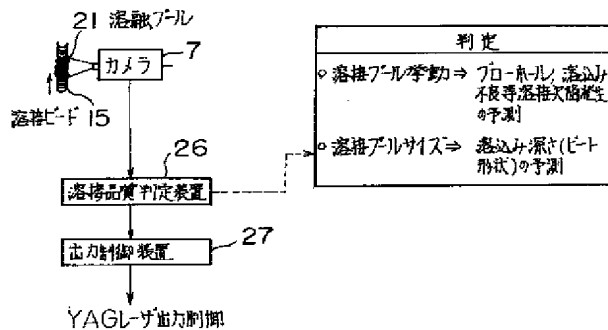 21 溶融プール
7
カメラ
溶接ビード 15
26
溶接品質判定装置
27
出力制御装置
YAGレーザ出力制御
判定
○ 溶接プール挙動⇒ ブローホール, 溶込み
不良等溶接欠陥発生
の予測
○ 溶接プールサイズ⇒ 溶込み深さ(ビード
形状)の予測